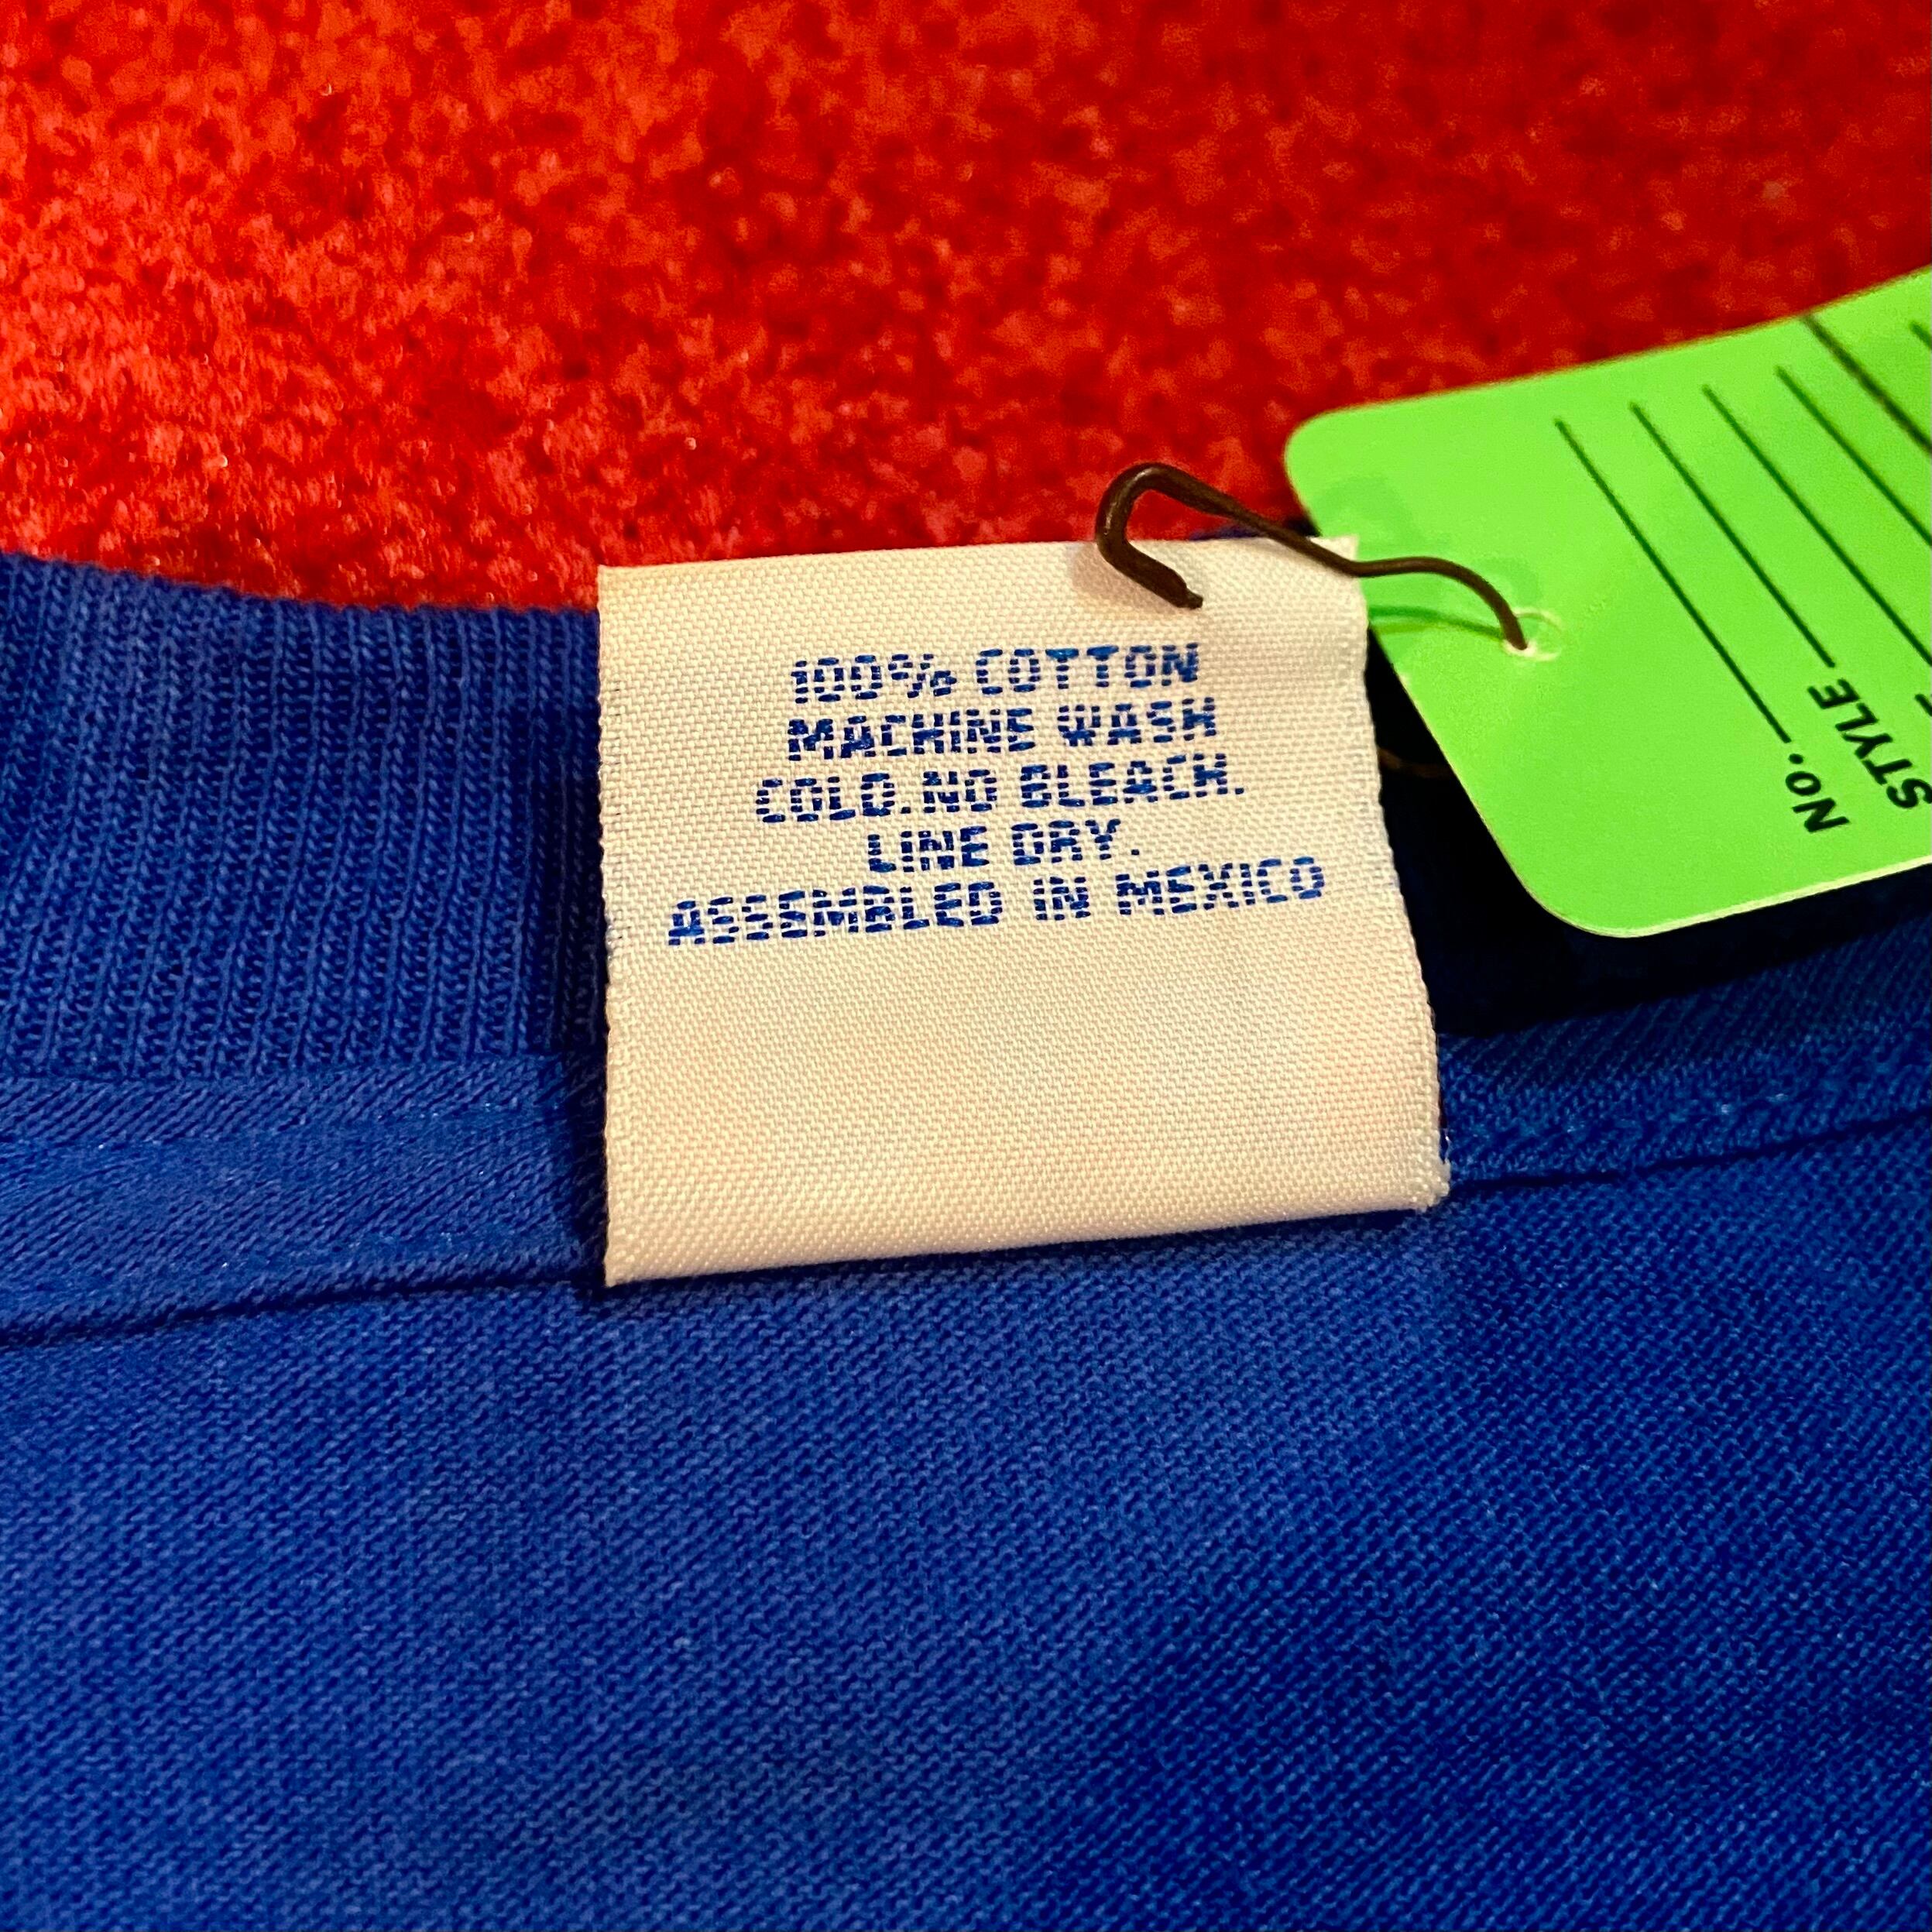 100% COTTON
MACHINE WASH
COLD.NO BLEACH.
LINE DRY.
ASSEMBLED IN MEXICO
No.
STYLE